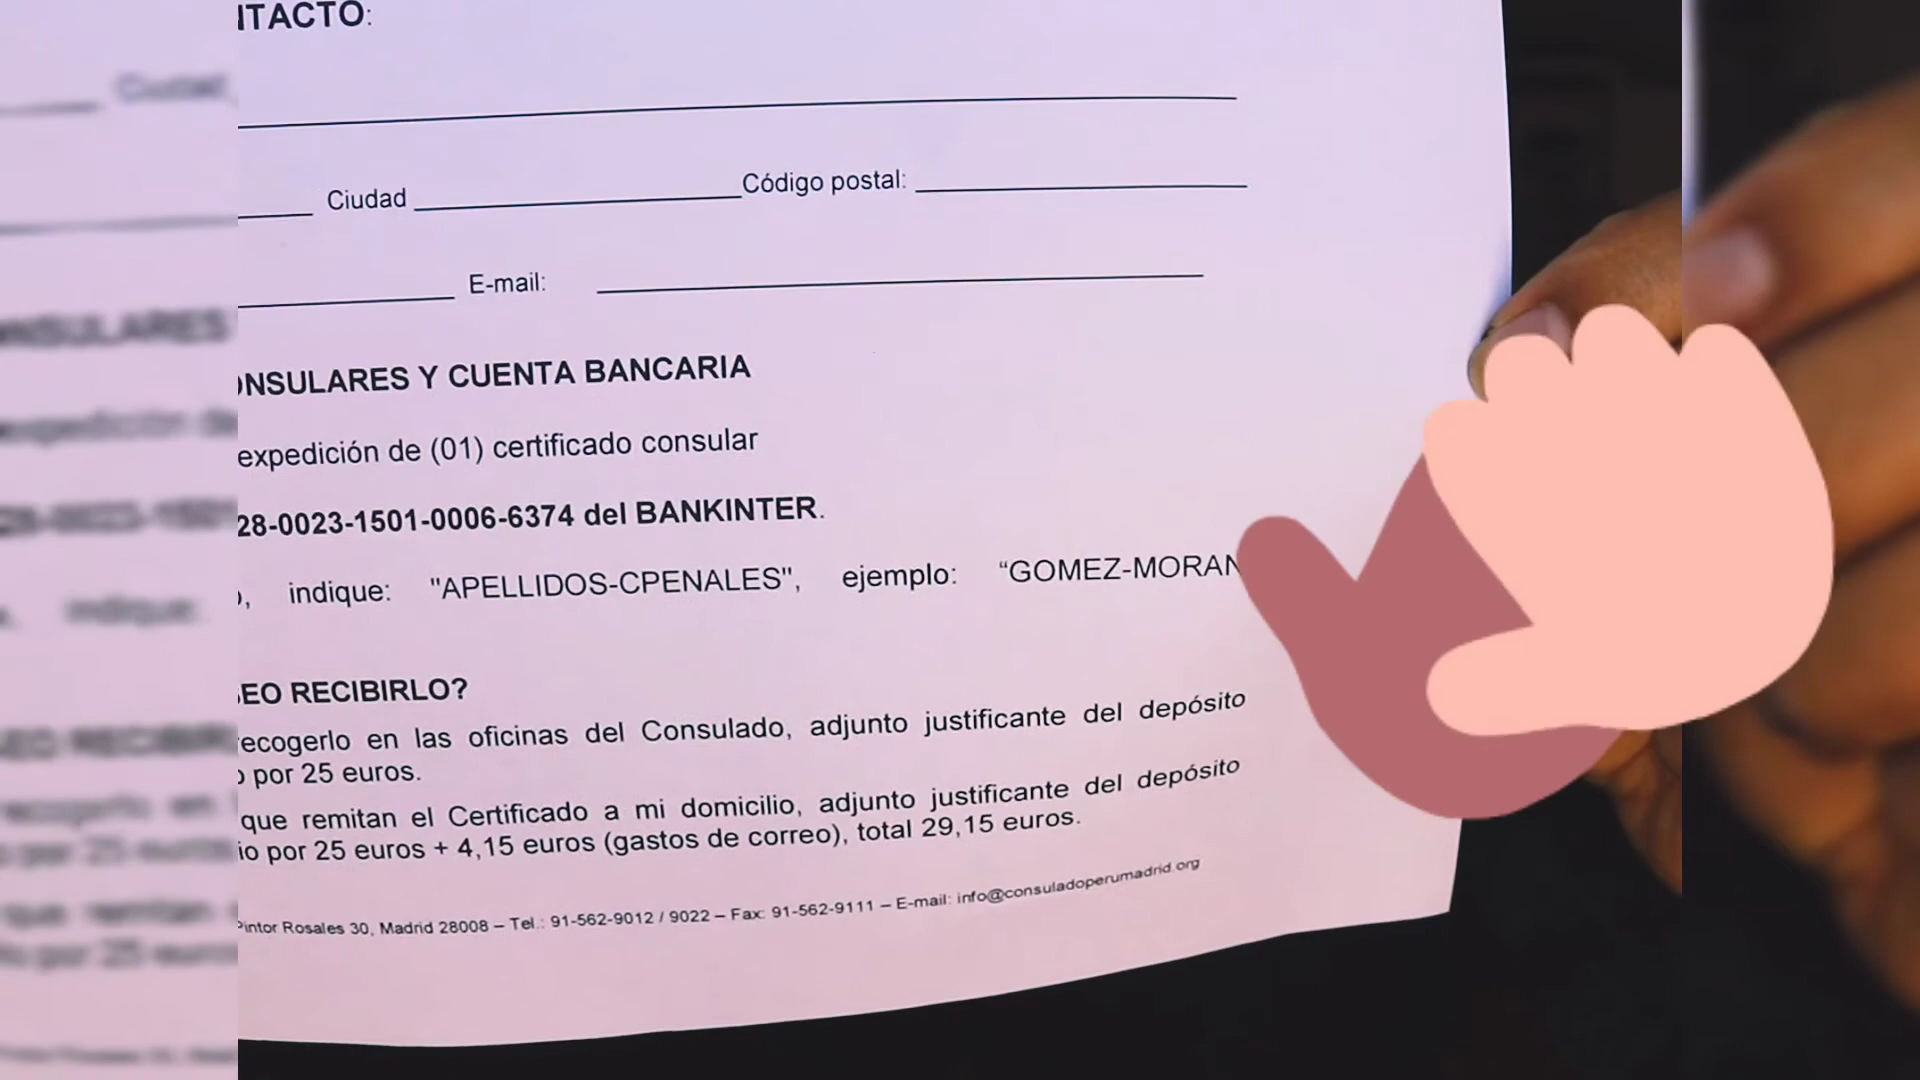 NTACTO:
Ciudad Código postal:
E-mail:
ONSULARES Y CUENTA BANCARIA
expedición de (01) certificado consular
28-0023-1501-0006-6374 del BANKINTER.
indique: "APELLIDOS-CPENALES", ejemplo: “GOMEZ-MORAN
EO RECIBIRLO?
ecogerlo en las oficinas del Consulado, adjunto justificante del depósito
o por 25 euros.
que remitan el Certificado a mi domicilio, adjunto justificante del depósito
io por 25 euros + 4,15 euros (gastos de correo), total 29,15 euros.
Pintor Rosales 30, Madrid 28008 – Tel.: 91-562-9012 / 9022 – Fax: 91-562-9111 – E-mail: info@consuladoperumadrid.org